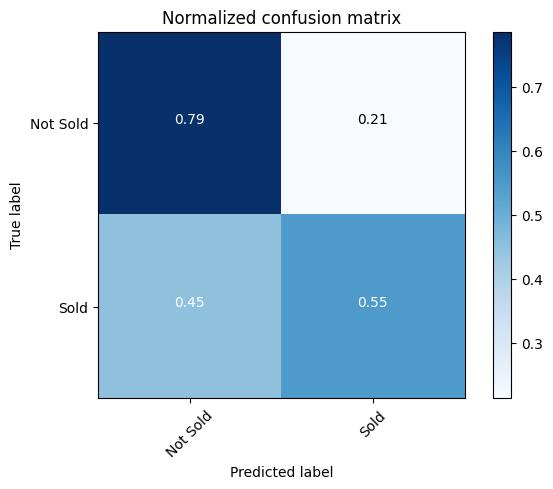 Normalized confusion matrix
True label
Not Sold
0.79
0.21
Sold
0.45
0.55
Not Sold
Sold
Predicted label
0.7
0.6
0.5
0.4
0.3